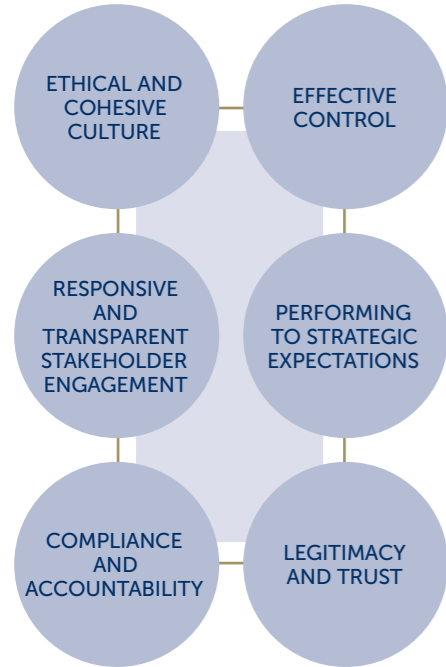 ETHICAL AND
COHESIVE
CULTURE
EFFECTIVE
CONTROL
RESPONSIVE
AND
TRANSPARENT
STAKEHOLDER
ENGAGEMENT
PERFORMING
TO STRATEGIC
EXPECTATIONS
COMPLIANCE
AND
ACCOUNTABILITY
LEGITIMACY
AND TRUST